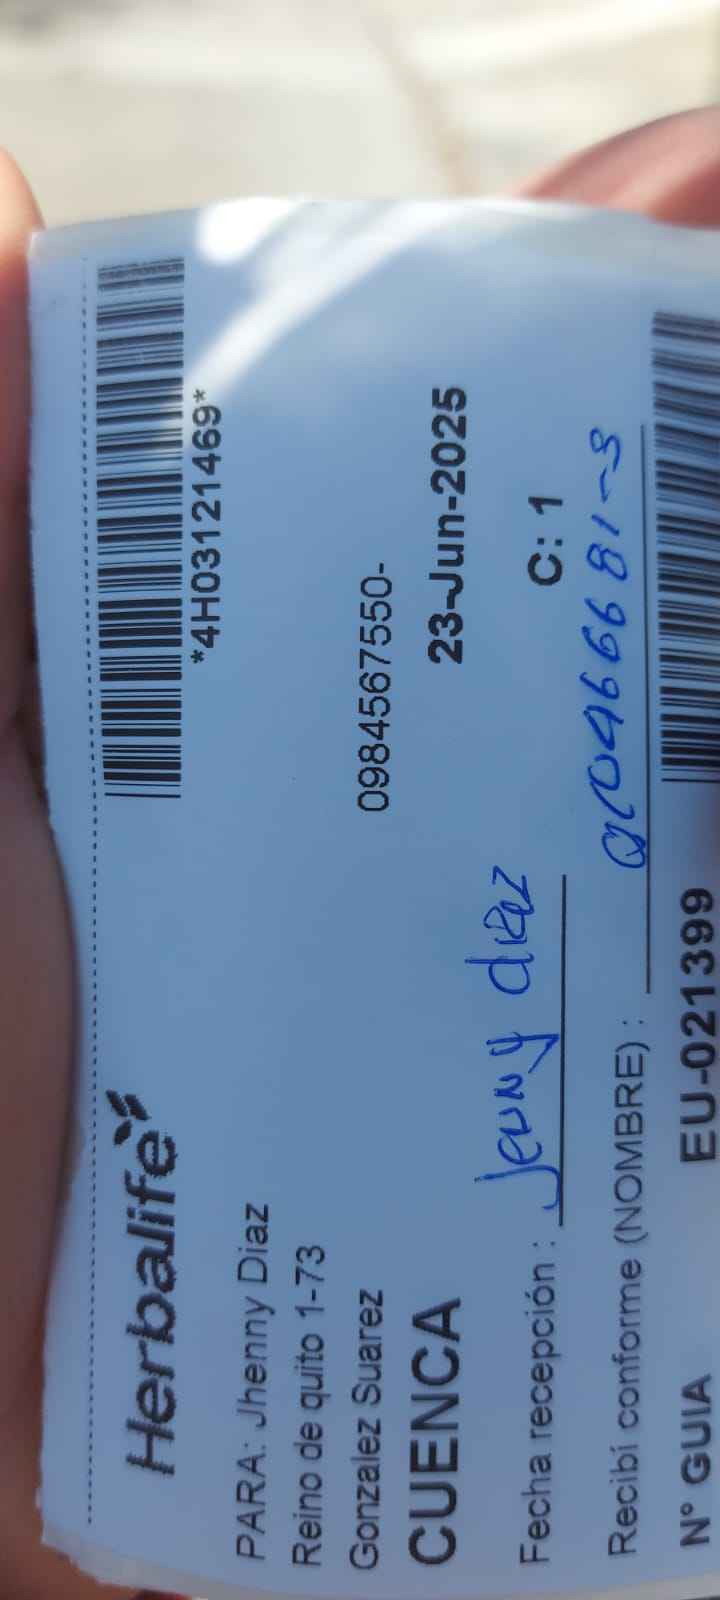 Herbalife
*4H03121469*
PARA: Jhenny Diaz
Reino de quito 1-73
Gonzalez Suarez
0984567550-
CUENCA
23-Jun-2025
Fecha recepción : Jenny diaz
C: 1
Recibí conforme (NOMBRE) :
N° GUIA EU-021399